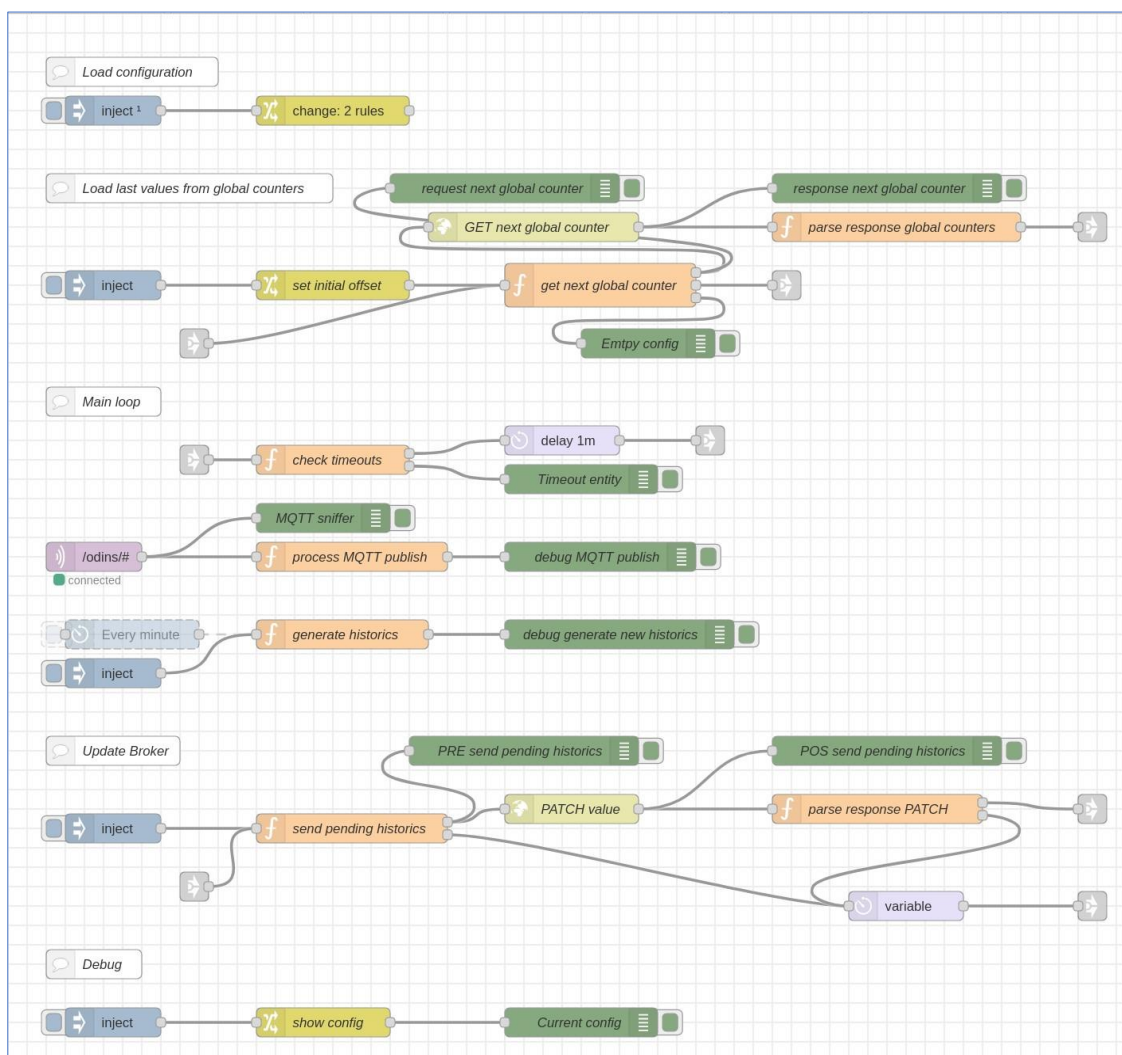 Load configuration
inject ¹
change: 2 rules
Load last values from global counters
request next global counter
response next global counter
GET next global counter
parse response global counters
inject
set initial offset
get next global counter
Emtpy config
Main loop
delay 1m
check timeouts
Timeout entity
MQTT sniffer
/odins/#
process MQTT publish
debug MQTT publish
connected
Every minute
generate historics
debug generate new historics
inject
Update Broker
PRE send pending historics
POS send pending historics
PATCH value
parse response PATCH
inject
send pending historics
variable
Debug
inject
show config
Current config